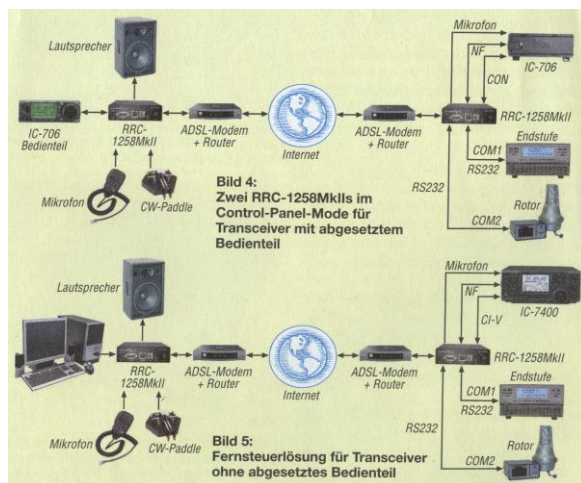 Lautsprecher
Mikrofon
NF
CON
IC-706
IC-706
Bedienteil
RRC-
1258MkII
ADSL-Modem
+ Router
Internet
ADSL-Modem
+ Router
RRC-1258MkII
Endstufe
COM1
RS232
RS232
Rotor
COM2
Mikrofon
CW-Paddle
Bild 4:
Zwei RRC-1258MkIIs im
Control-Panel-Mode für
Transceiver mit abgesetztem
Bedienteil
Lautsprecher
Mikrofon
NF
CI-V
IC-7400
RRC-
1258MkII
ADSL-Modem
+ Router
Internet
ADSL-Modem
+ Router
RRC-1258MkII
Endstufe
COM1
RS232
RS232
Rotor
COM2
Mikrofon
CW-Paddle
Bild 5:
Fernsteuerlösung für Transceiver
ohne abgesetztes Bedienteil